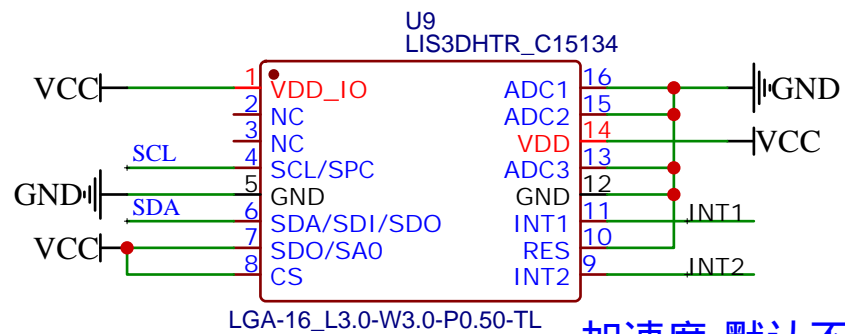 U9
LIS3DHTR_C15134
VCC
1
VDD_IO
2
NC
3
NC
SCL
4
SCL/SPC
GND
5
GND
SDA
6
SDA/SDI/SDO
VCC
7
SDO/SA0
8
CS
ADC1
16
GND
ADC2
15
VDD
14
VCC
ADC3
13
GND
12
INT1
11
INT1
RES
10
INT2
9
INT2
LGA-16_L3.0-W3.0-P0.50-TL
加速度 默认不